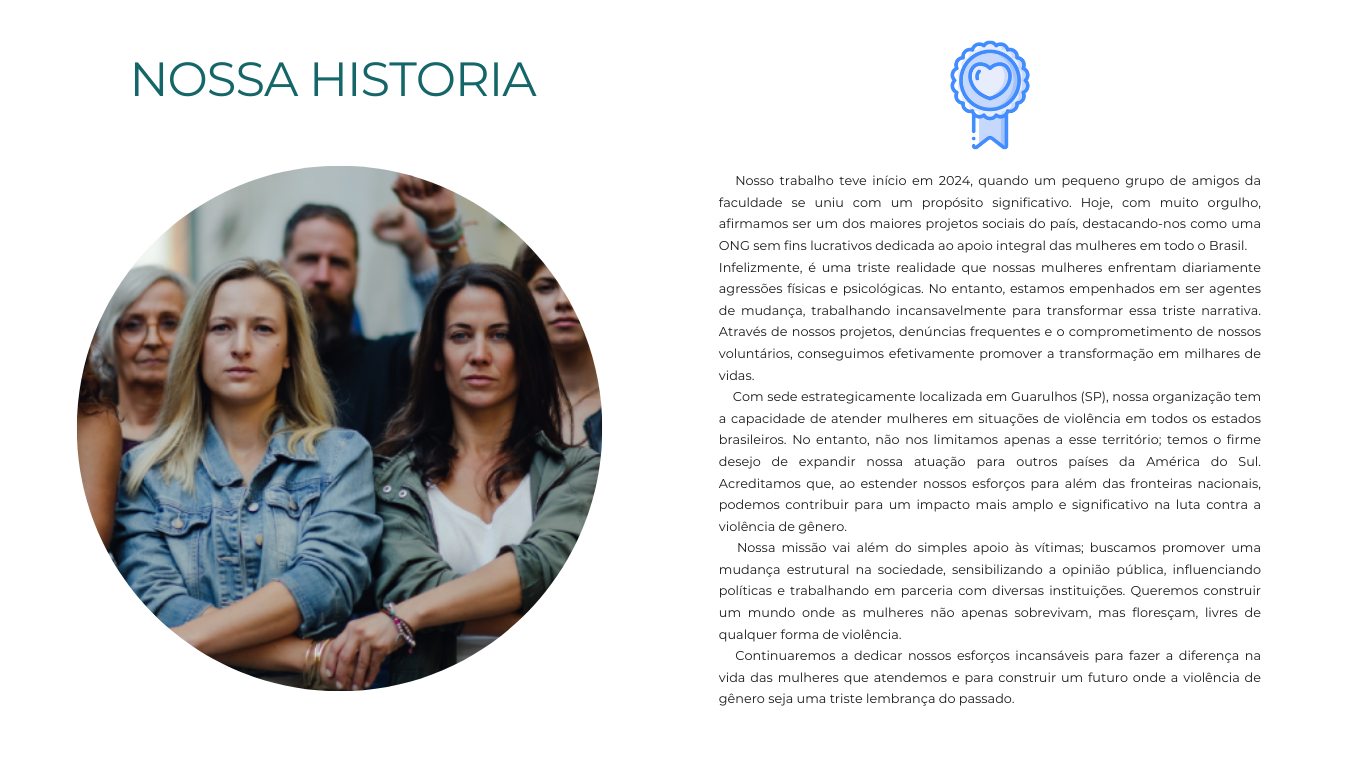 NOSSA HISTORIA
Nosso trabalho teve início em 2024, quando um pequeno grupo de amigos da
faculdade se uniu com um propósito significativo. Hoje, com muito orgulho,
afirmamos ser um dos maiores projetos sociais do país, destacando-nos como uma
ONG sem fins lucrativos dedicada ao apoio integral das mulheres em todo o Brasil.
Infelizmente, é uma triste realidade que nossas mulheres enfrentam diariamente
agressões físicas e psicológicas. No entanto, estamos empenhados em ser agentes
de mudança, trabalhando incansavelmente para transformar essa triste narrativa.
Através de nossos projetos, denúncias frequentes e o comprometimento de nossos
voluntários, conseguimos efetivamente promover a transformação em milhares de
vidas.
Com sede estrategicamente localizada em Guarulhos (SP), nossa organização tem
a capacidade de atender mulheres em situações de violência em todos os estados
brasileiros. No entanto, não nos limitamos apenas a esse território; temos o firme
desejo de expandir nossa atuação para outros países da América do Sul.
Acreditamos que, ao estender nossos esforços para além das fronteiras nacionais,
podemos contribuir para um impacto mais amplo e significativo na luta contra a
violência de gênero.
Nossa missão vai além do simples apoio às vítimas; buscamos promover uma
mudança estrutural na sociedade, sensibilizando a opinião pública, influenciando
políticas e trabalhando em parceria com diversas instituições. Queremos construir
um mundo onde as mulheres não apenas sobrevivam, mas floresçam, livres de
qualquer forma de violência.
Continuaremos a dedicar nossos esforços incansáveis para fazer a diferença na
vida das mulheres que atendemos e para construir um futuro onde a violência de
gênero seja uma triste lembrança do passado.